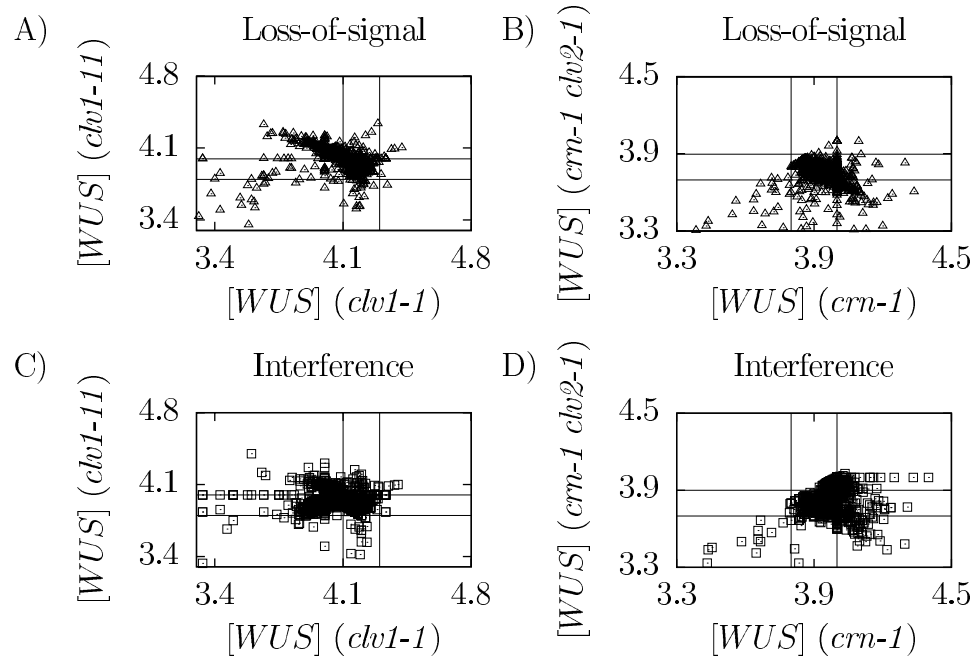 A)
Loss-of-signal
[WUS] (clv1-11)
4.8
4.1
3.4
3.4 4.1 4.8
[WUS] (clv1-1)
B)
Loss-of-signal
[WUS] (crn-1 clv2-1)
4.5
3.9
3.3
3.3 3.9 4.5
[WUS] (crn-1)
C)
Interference
[WUS] (clv1-11)
4.8
4.1
3.4
3.4 4.1 4.8
[WUS] (clv1-1)
D)
Interference
[WUS] (crn-1 clv2-1)
4.5
3.9
3.3
3.3 3.9 4.5
[WUS] (crn-1)